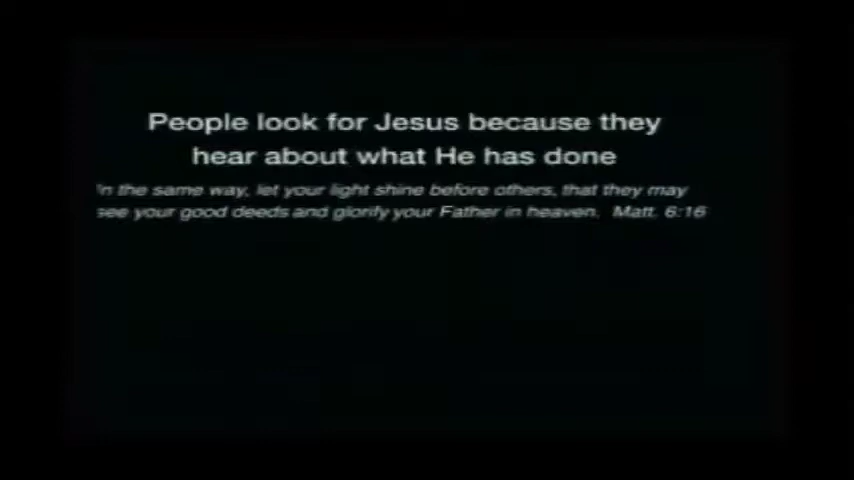 People look for Jesus because they
hear about what He has done
In the same way, let your light shine before others, that they may
see your good deeds and glorify your Father in heaven. Matt. 6:16